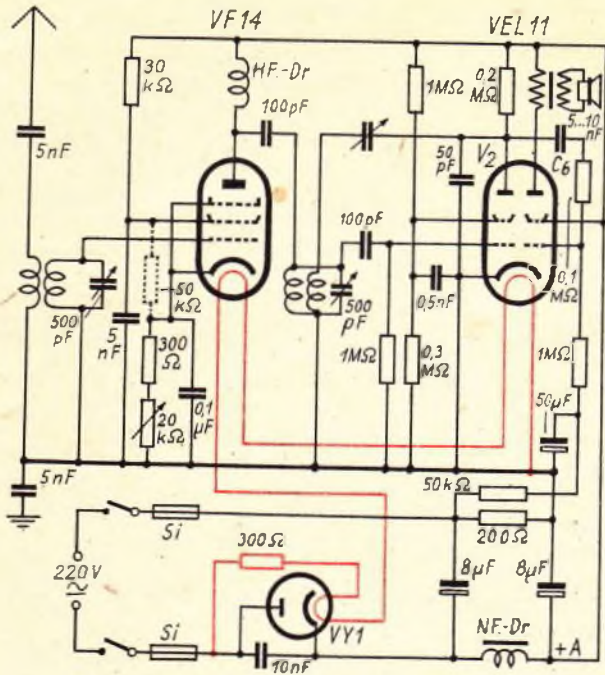 VF14
VEL11
30
kΩ
HF.-Dr
100pF
1MΩ
0,2
MΩ
5...10
nF
5nF
50
pF
V2
C6
100pF
500
pF
5
nF
50
kΩ
300
Ω
20
kΩ
0,1
μF
500
pF
1MΩ
0,5nF
0,3
MΩ
0,1
MΩ
1MΩ
50μF
5nF
50kΩ
200Ω
Si
300Ω
220V
8μF
8μF
Si
VY1
10nF
NF.-Dr
+A